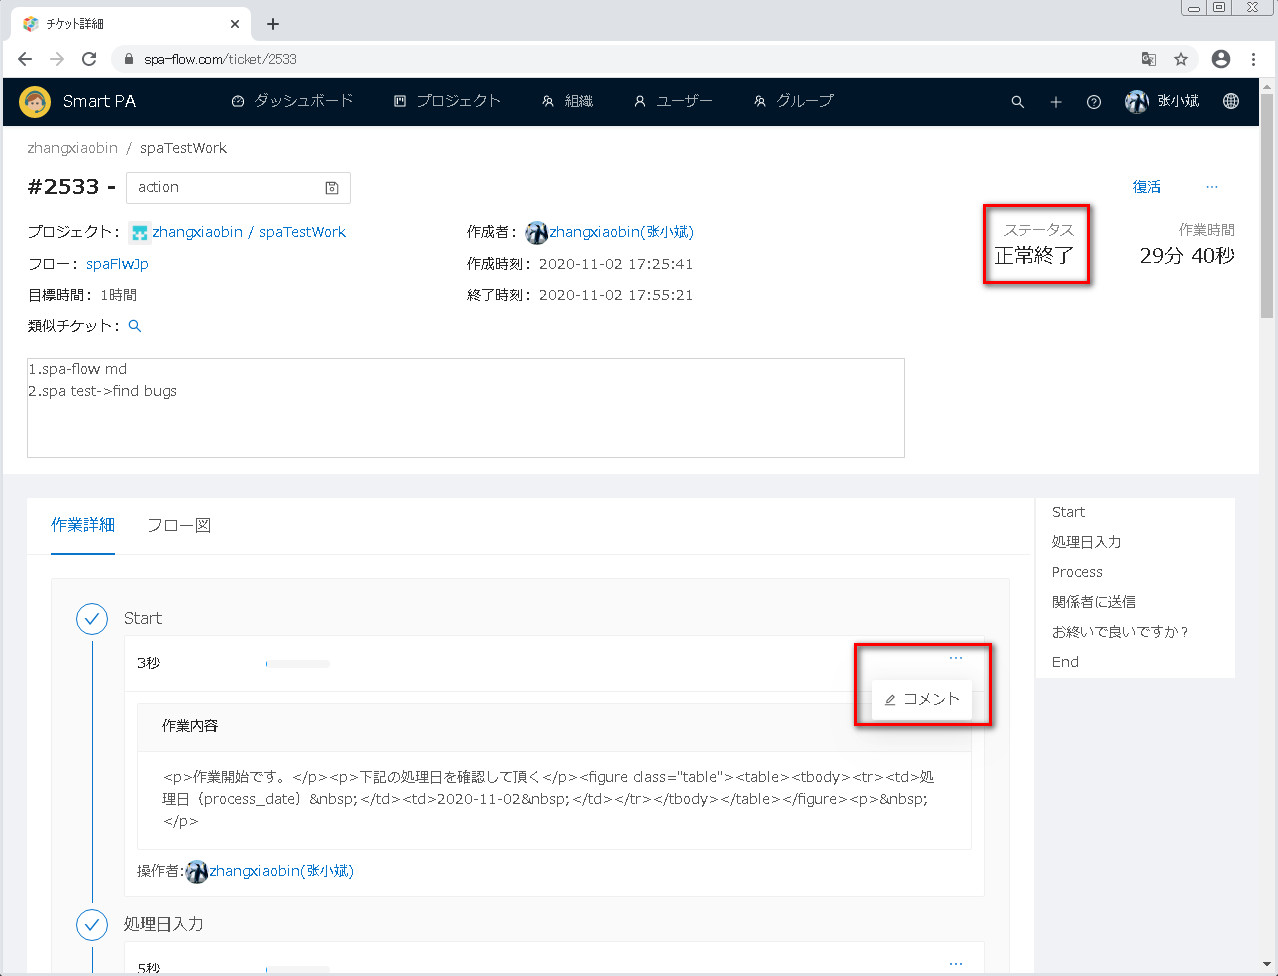 チケット詳細
spa-flow.com/ticket/2533
Smart PA ダッシュボード プロジェクト 組織 ユーザー グループ 张小斌
zhangxiaobin / spaTestWork
#2533 - action 復活 ...
プロジェクト: zhangxiaobin / spaTestWork 作成者: zhangxiaobin(张小斌) ステータス 作業時間
フロー: spaFlwJp 作成時刻: 2020-11-02 17:25:41 正常終了 29分 40秒
目標時間: 1時間 終了時刻: 2020-11-02 17:55:21
類似チケット:
1.spa-flow md
2.spa test->find bugs
作業詳細 フロー図
Start
3秒 ...
コメント
作業内容
<p>作業開始です。</p><p>下記の処理日を確認して頂く</p><figure class="table"><table><tbody><tr><td>処
理日（process_date）&nbsp;</td><td>2020-11-02&nbsp;</td></tr></tbody></table></figure><p>&nbsp;
</p>
操作者:zhangxiaobin(张小斌)
処理日入力
5秒 ...
Start
処理日入力
Process
関係者に送信
お終いで良いですか？
End